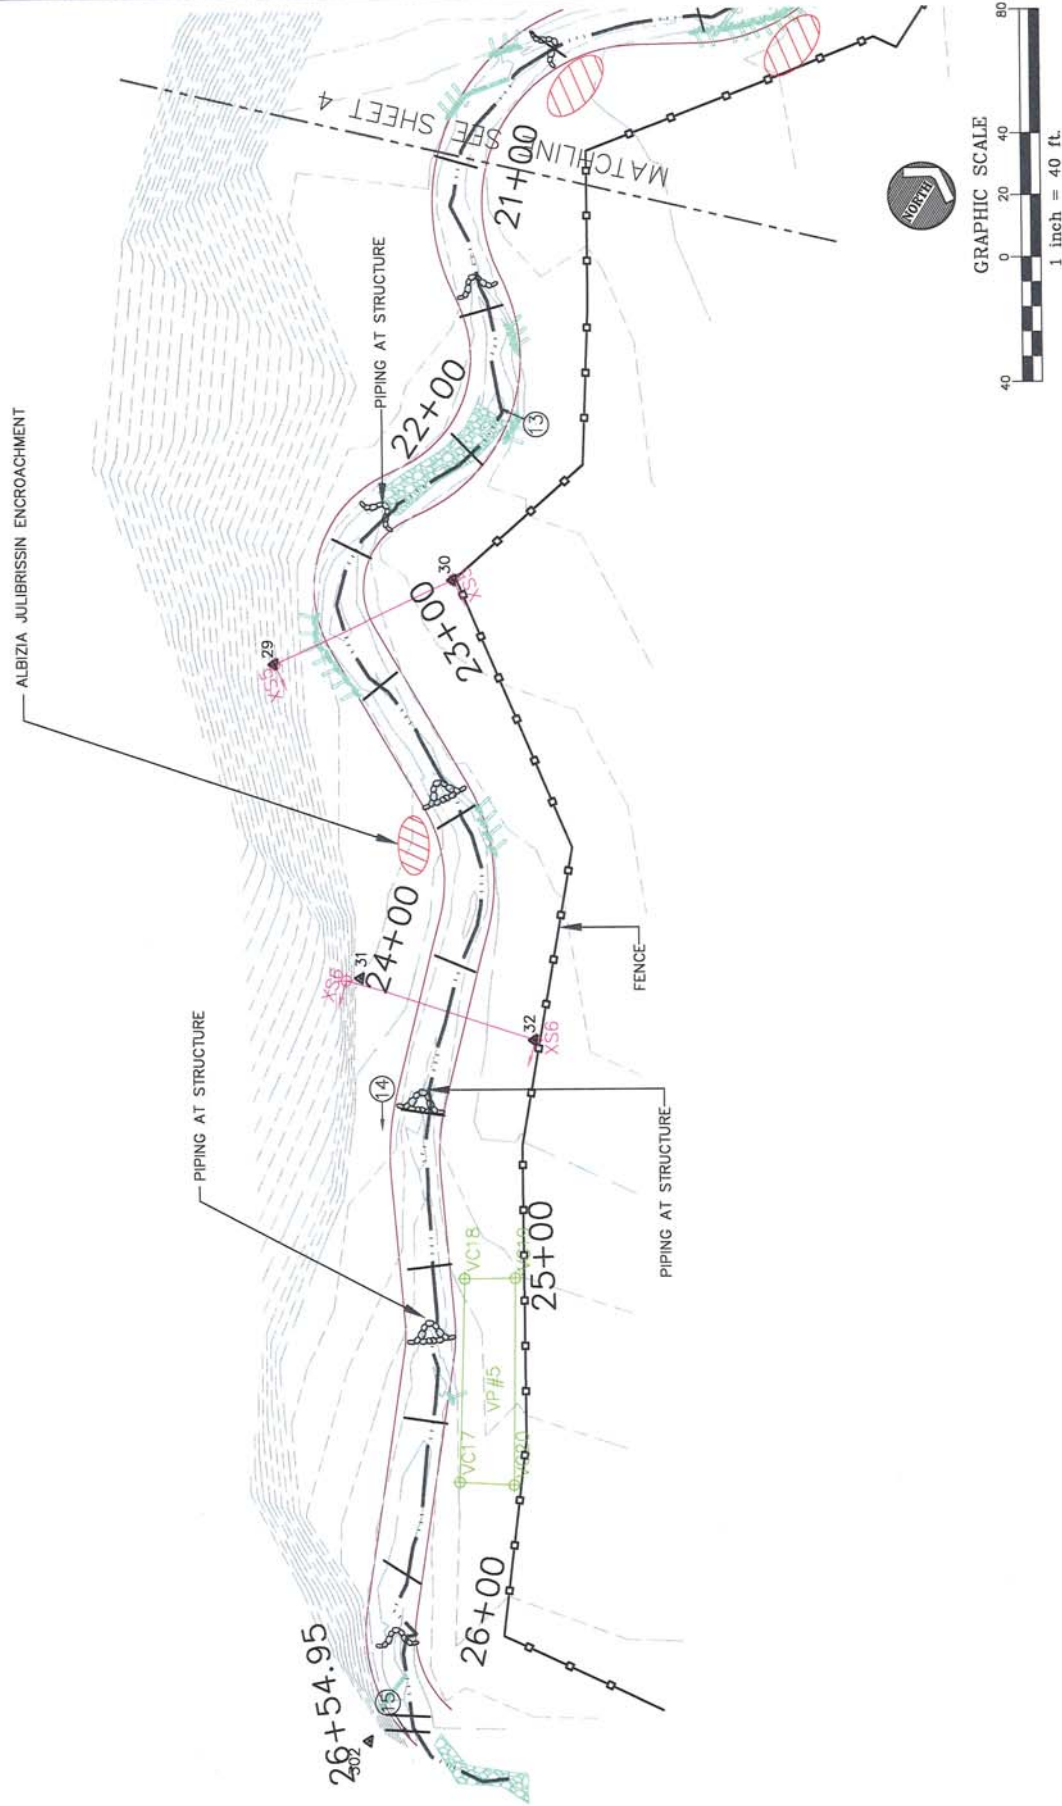 MATCHLINE SEE SHEET 4
21+00
PIPING AT STRUCTURE
22+00
13
ALBIZIA JULIBRISSIN ENCROACHMENT
30
XS5
23+00
29
XS5
24+00
31
XS6
32
XS6
FENCE
14
PIPING AT STRUCTURE
PIPING AT STRUCTURE
25+00
VC18
VC19
VP#5
VC17
VC20
26+00
26+54.95
302
15
NORTH
GRAPHIC SCALE
40 0 20 40 80
1 inch = 40 ft.